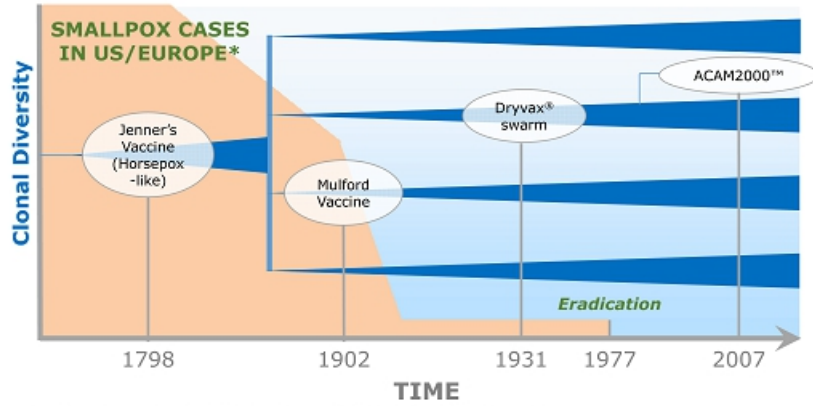 SMALLPOX CASES
IN US/EUROPE*
Clonal Diversity
Jenner's
Vaccine
(Horsepox
-like)
Mulford
Vaccine
Dryvax®
swarm
ACAM2000™
Eradication
1798
1902
1931
1977
2007
TIME